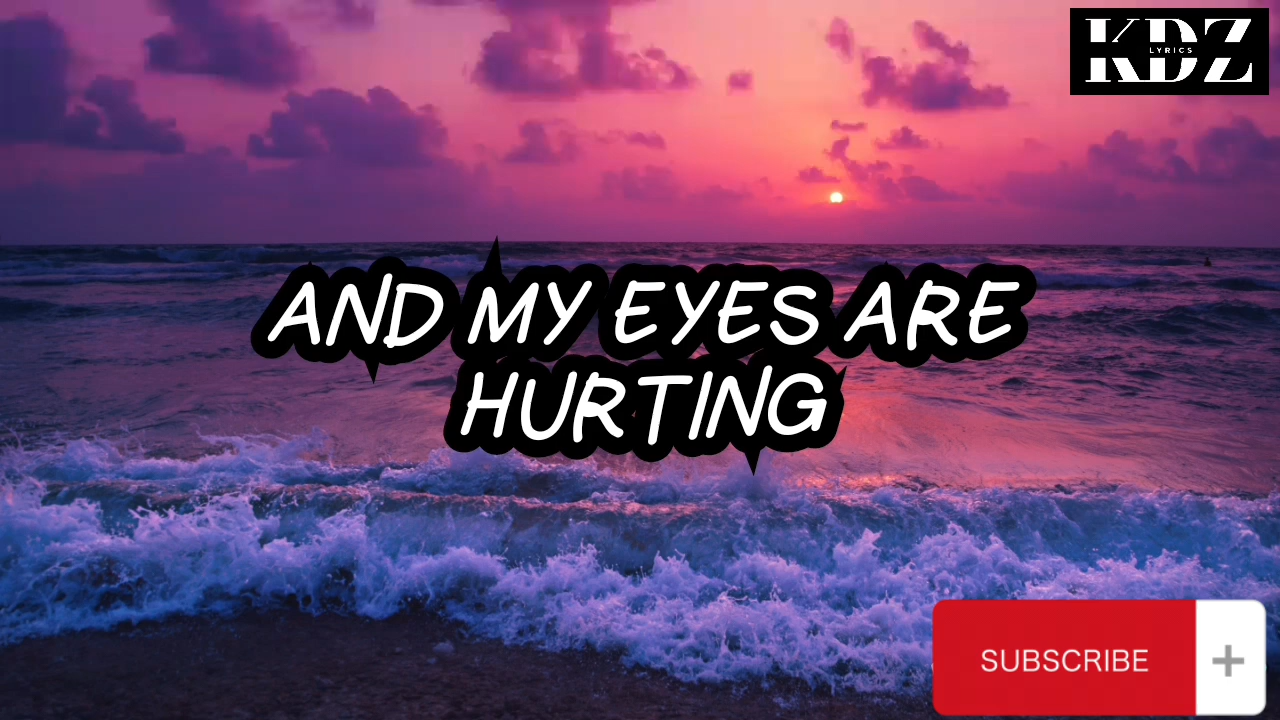 KDZ
LYRICS
AND MY EYES ARE
HURTING
SUBSCRIBE
+